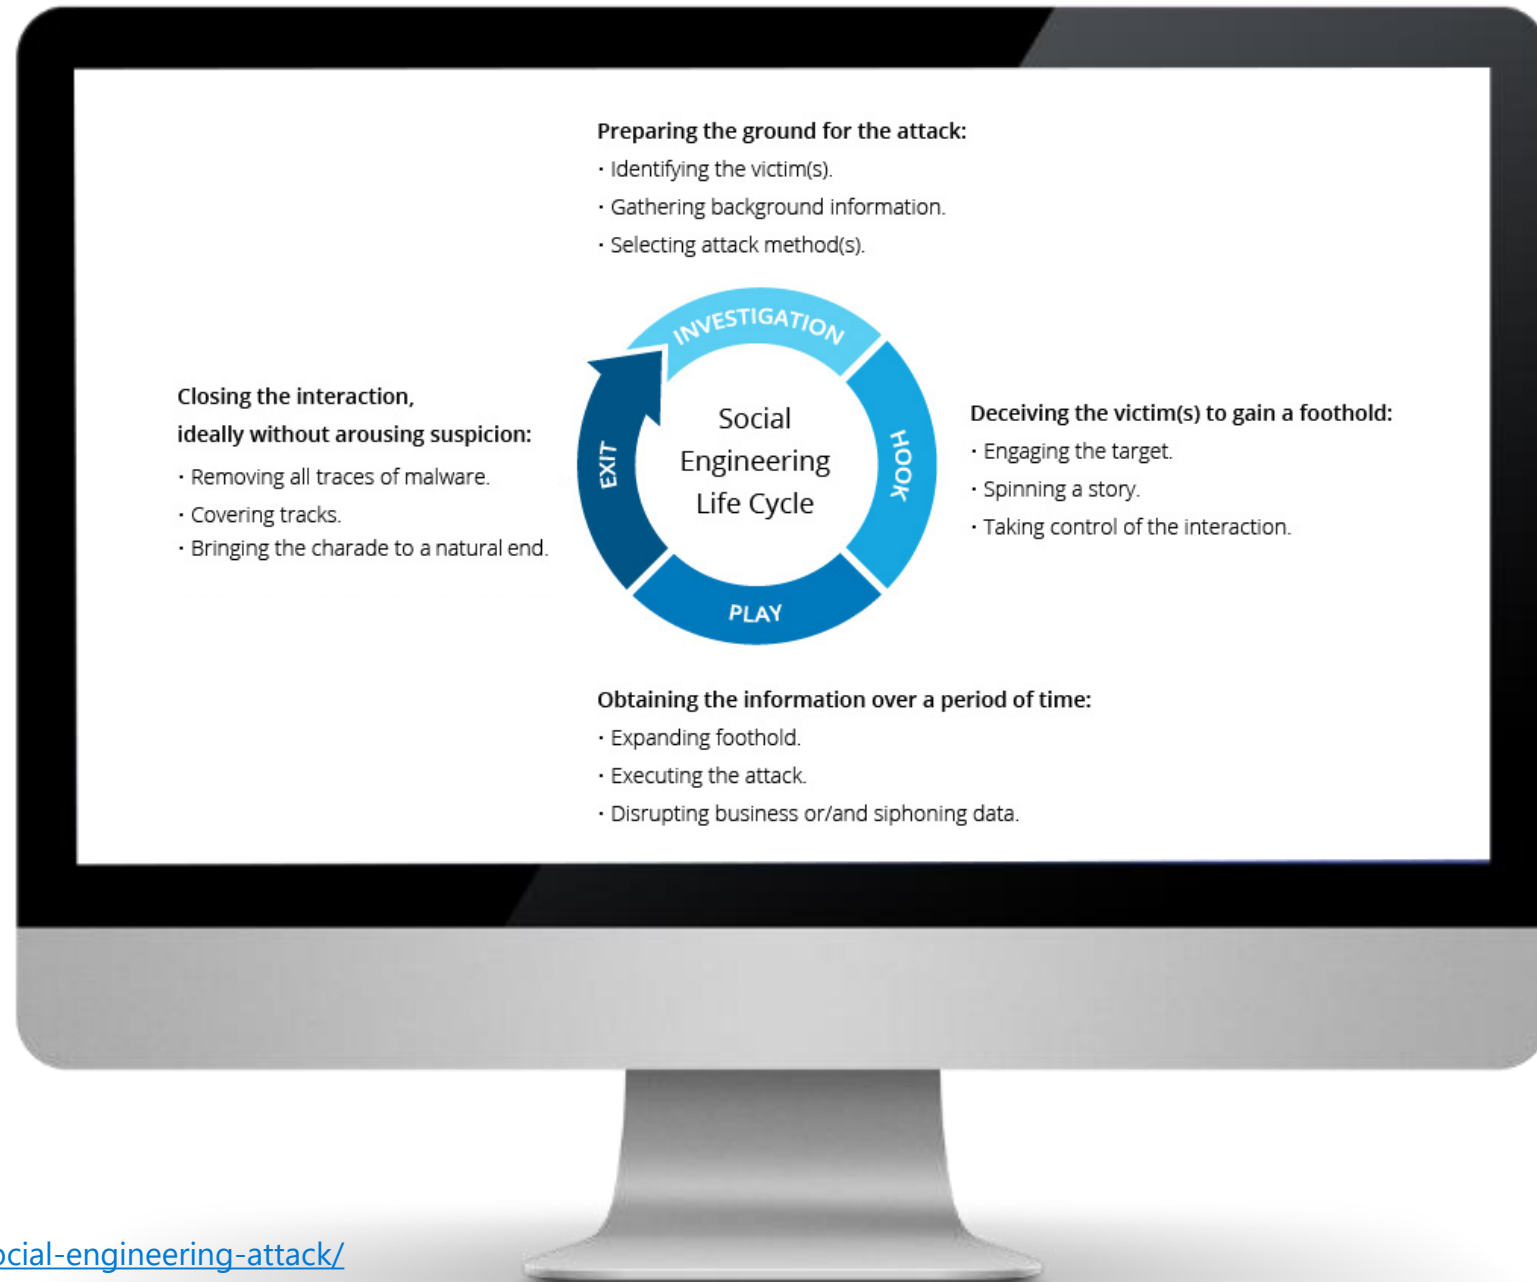 Preparing the ground for the attack:
· Identifying the victim(s).
· Gathering background information.
· Selecting attack method(s).
INVESTIGATION
Closing the interaction,
ideally without arousing suspicion:
· Removing all traces of malware.
· Covering tracks.
· Bringing the charade to a natural end.
EXIT
Social
Engineering
Life Cycle
HOOK
Deceiving the victim(s) to gain a foothold:
· Engaging the target.
· Spinning a story.
· Taking control of the interaction.
PLAY
Obtaining the information over a period of time:
· Expanding foothold.
· Executing the attack.
· Disrupting business or/and siphoning data.
ocial-engineering-attack/